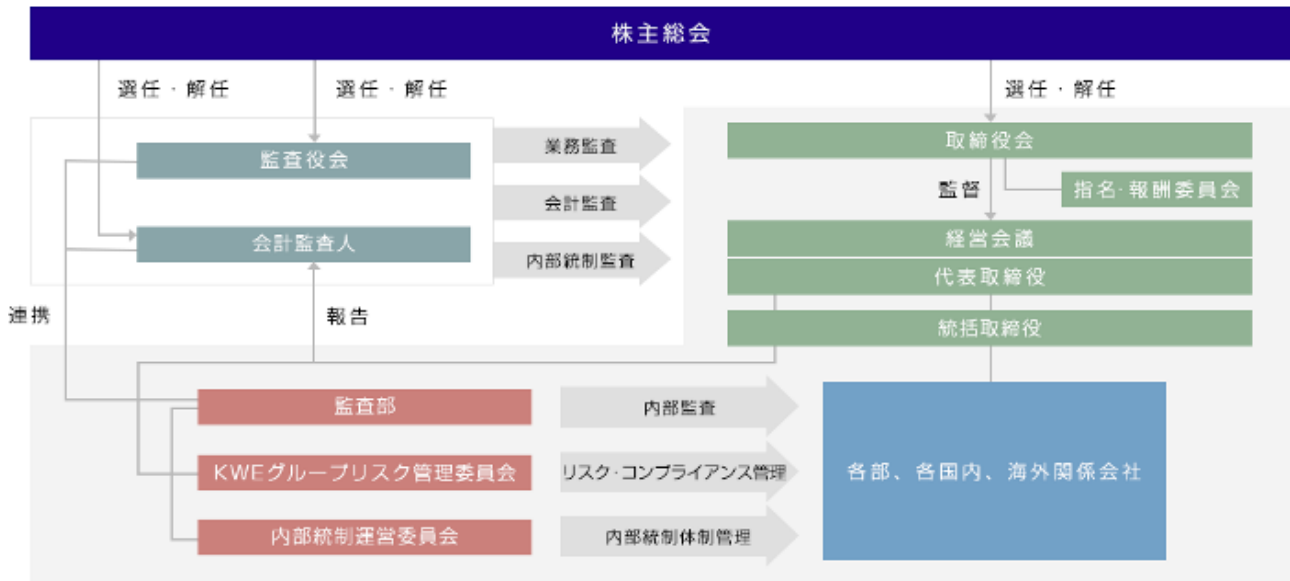 株主総会
選任・解任
選任・解任
選任・解任
監査役会
業務監査
取締役会
監督
指名・報酬委員会
会計監査
会計監査人
経営会議
内部統制監査
代表取締役
連携
報告
統括取締役
監査部
内部監査
KWEグループリスク管理委員会
リスク・コンプライアンス管理
各部、各国内、海外関係会社
内部統制運営委員会
内部統制体制管理